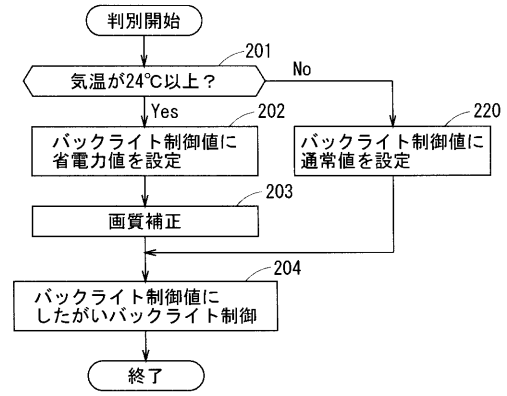 判別開始
201
気温が24℃以上?
No
Yes
202
220
バックライト制御値に
省電力値を設定
バックライト制御値に
通常値を設定
203
画質補正
204
バックライト制御値に
したがいバックライト制御
終了